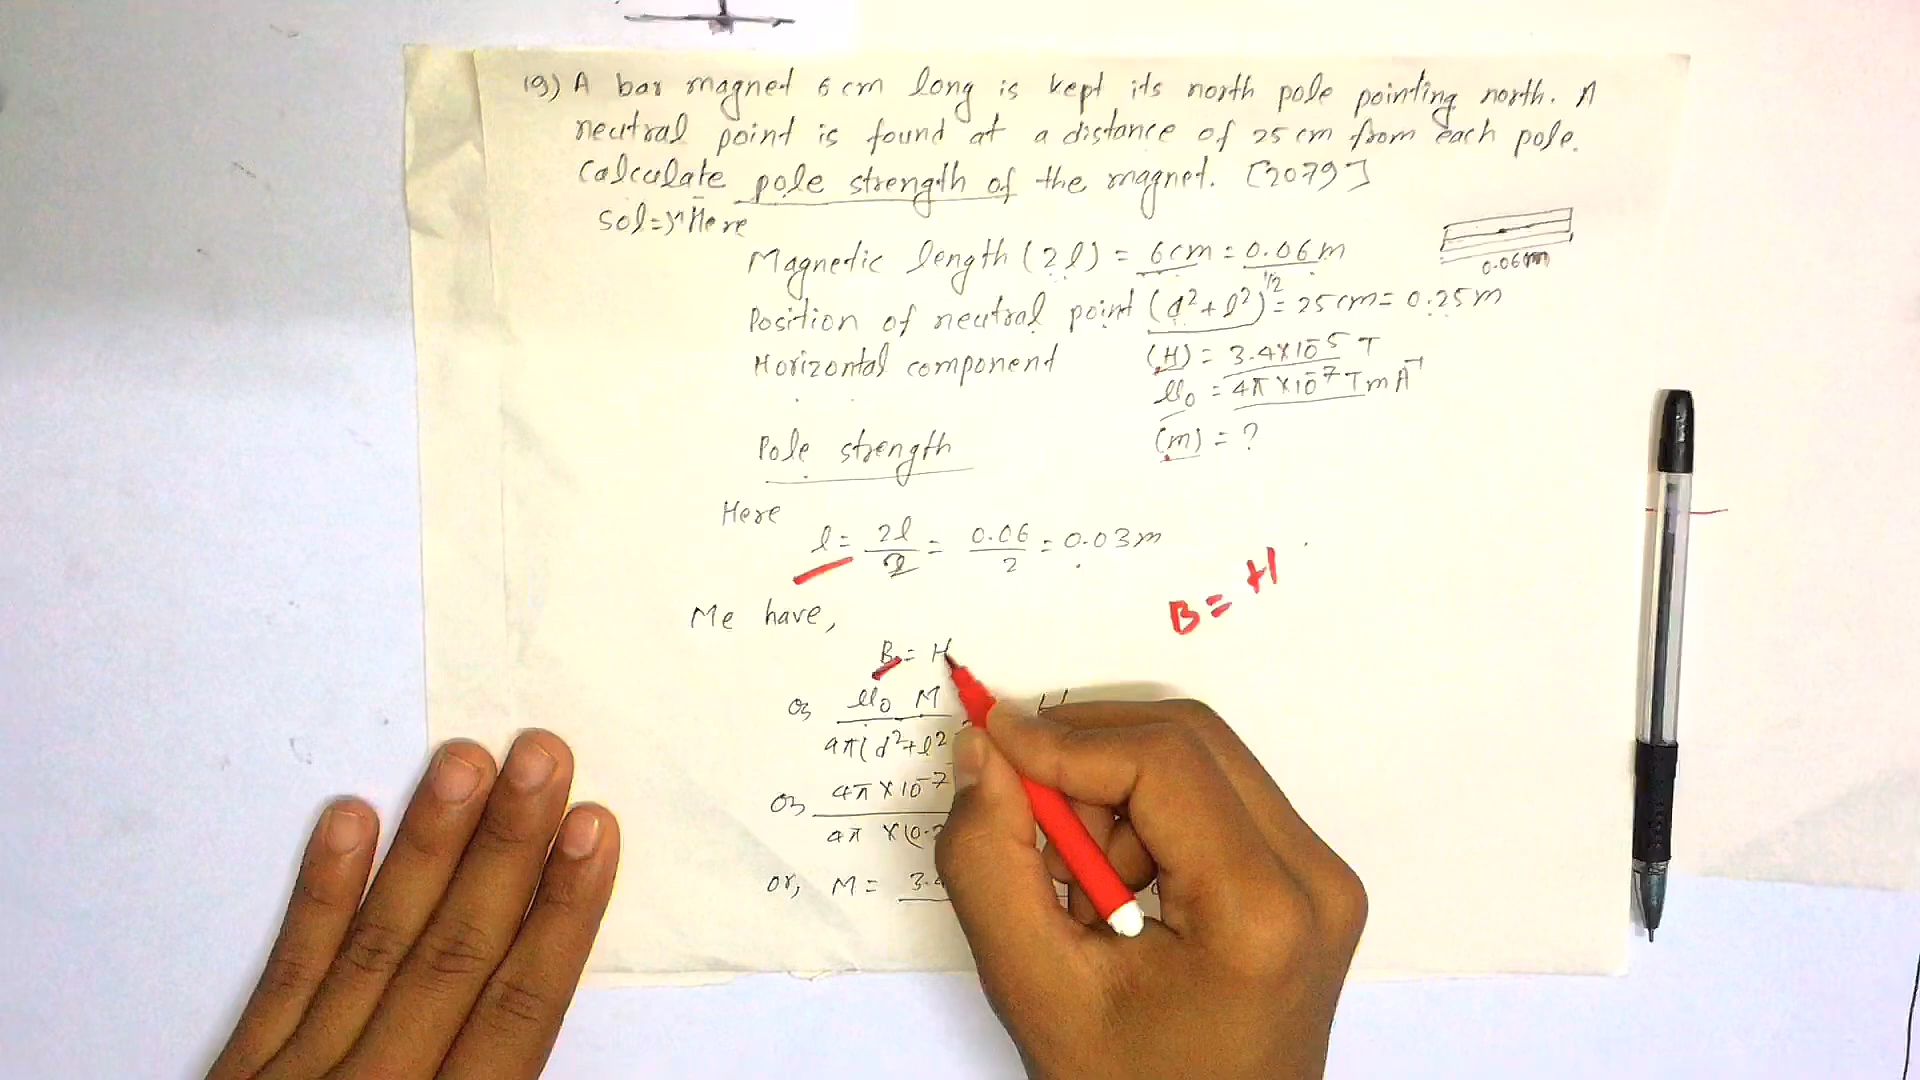 19) A bar magnet 6 cm long is kept its north pole pointing north. A
neutral point is found at a distance of 25 cm from each pole.
Calculate pole strength of the magnet. [2079]
Sol=>n Here
Magnetic length (2l) = 6cm = 0.06m
0.06m
Position of neutral point (d²+l²)^1/2 = 25cm = 0.25m
Horizontal component (H) = 3.4×10⁻⁵ T
μ₀ = 4π×10⁻⁷ TmA⁻¹
Pole strength (m) = ?
Here
l = 2l/2 = 0.06/2 = 0.03m
B = H
We have,
B = H
or μ₀ M H
4π(d²+l²
or 4π×10⁻⁷
4π ×(0.2
or, M = 3.4